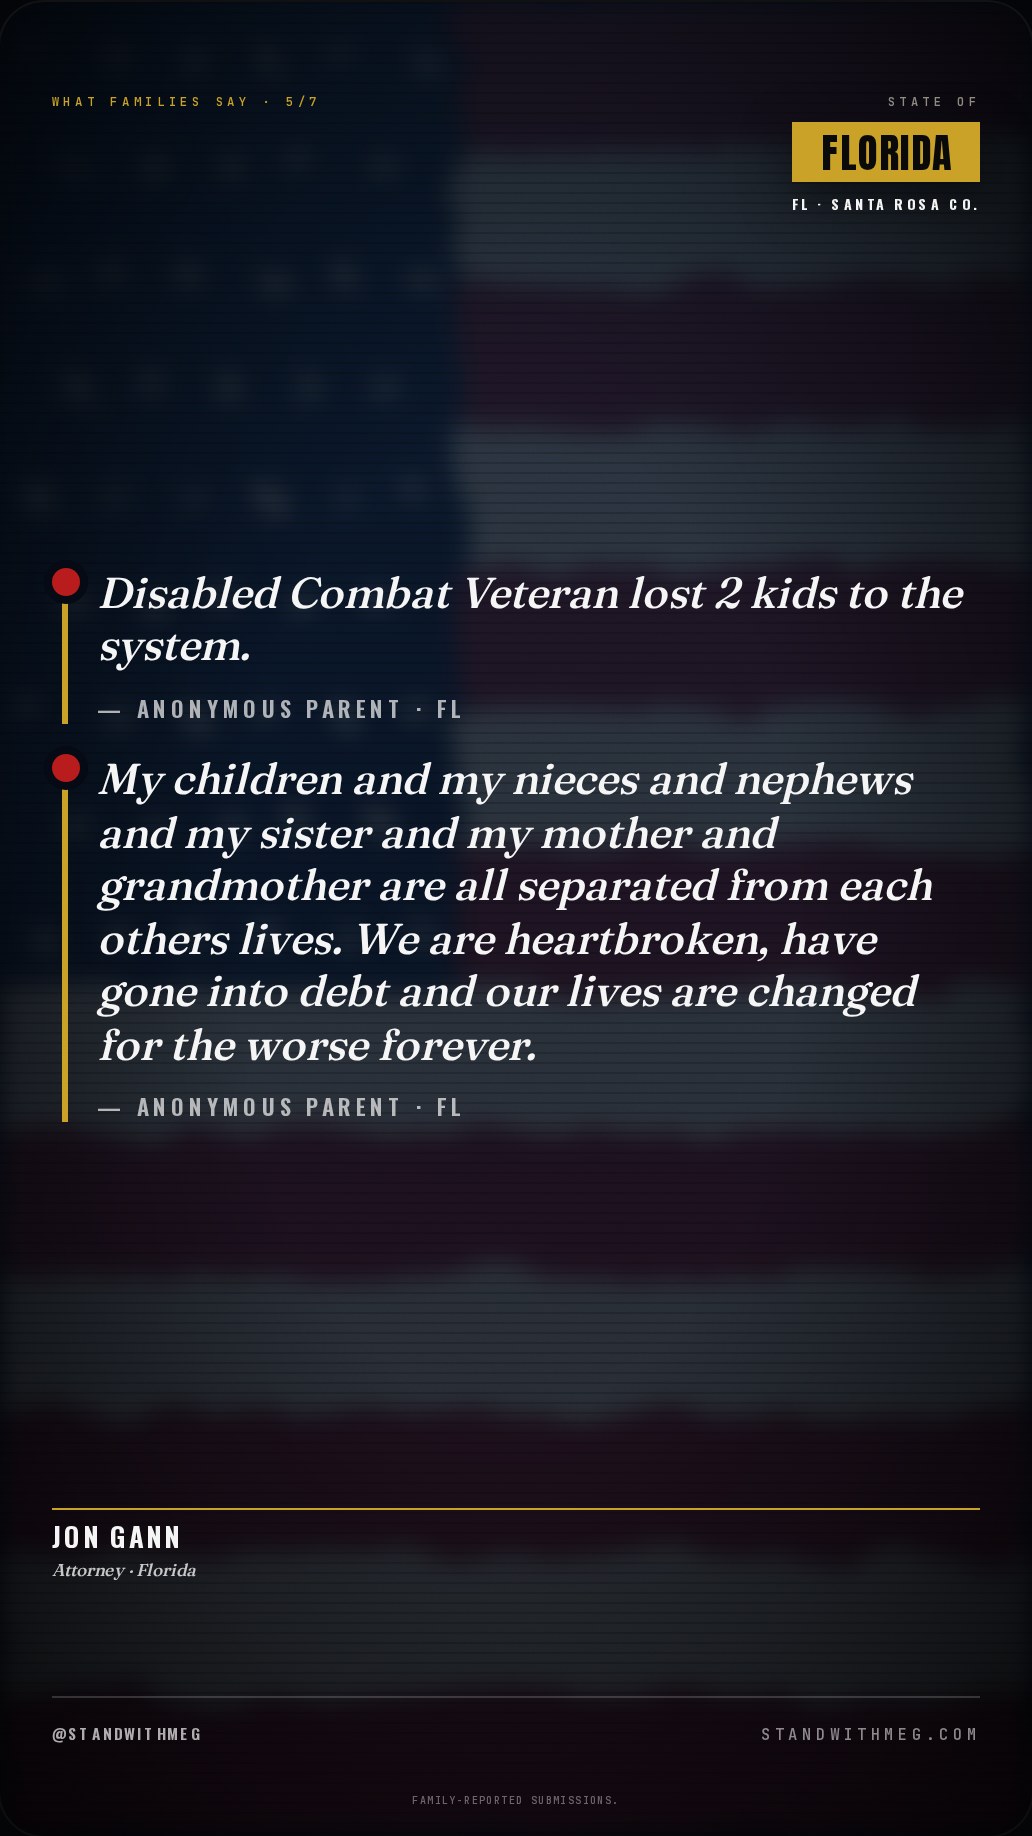 WHAT FAMILIES SAY · 5/7
STATE OF
FLORIDA
FL · SANTA ROSA CO.
Disabled Combat Veteran lost 2 kids to the
system.
— ANONYMOUS PARENT · FL
My children and my nieces and nephews
and my sister and my mother and
grandmother are all separated from each
others lives. We are heartbroken, have
gone into debt and our lives are changed
for the worse forever.
— ANONYMOUS PARENT · FL
JON GANN
Attorney · Florida
@STANDWITHMEG
STANDWITHMEG.COM
FAMILY-REPORTED SUBMISSIONS.